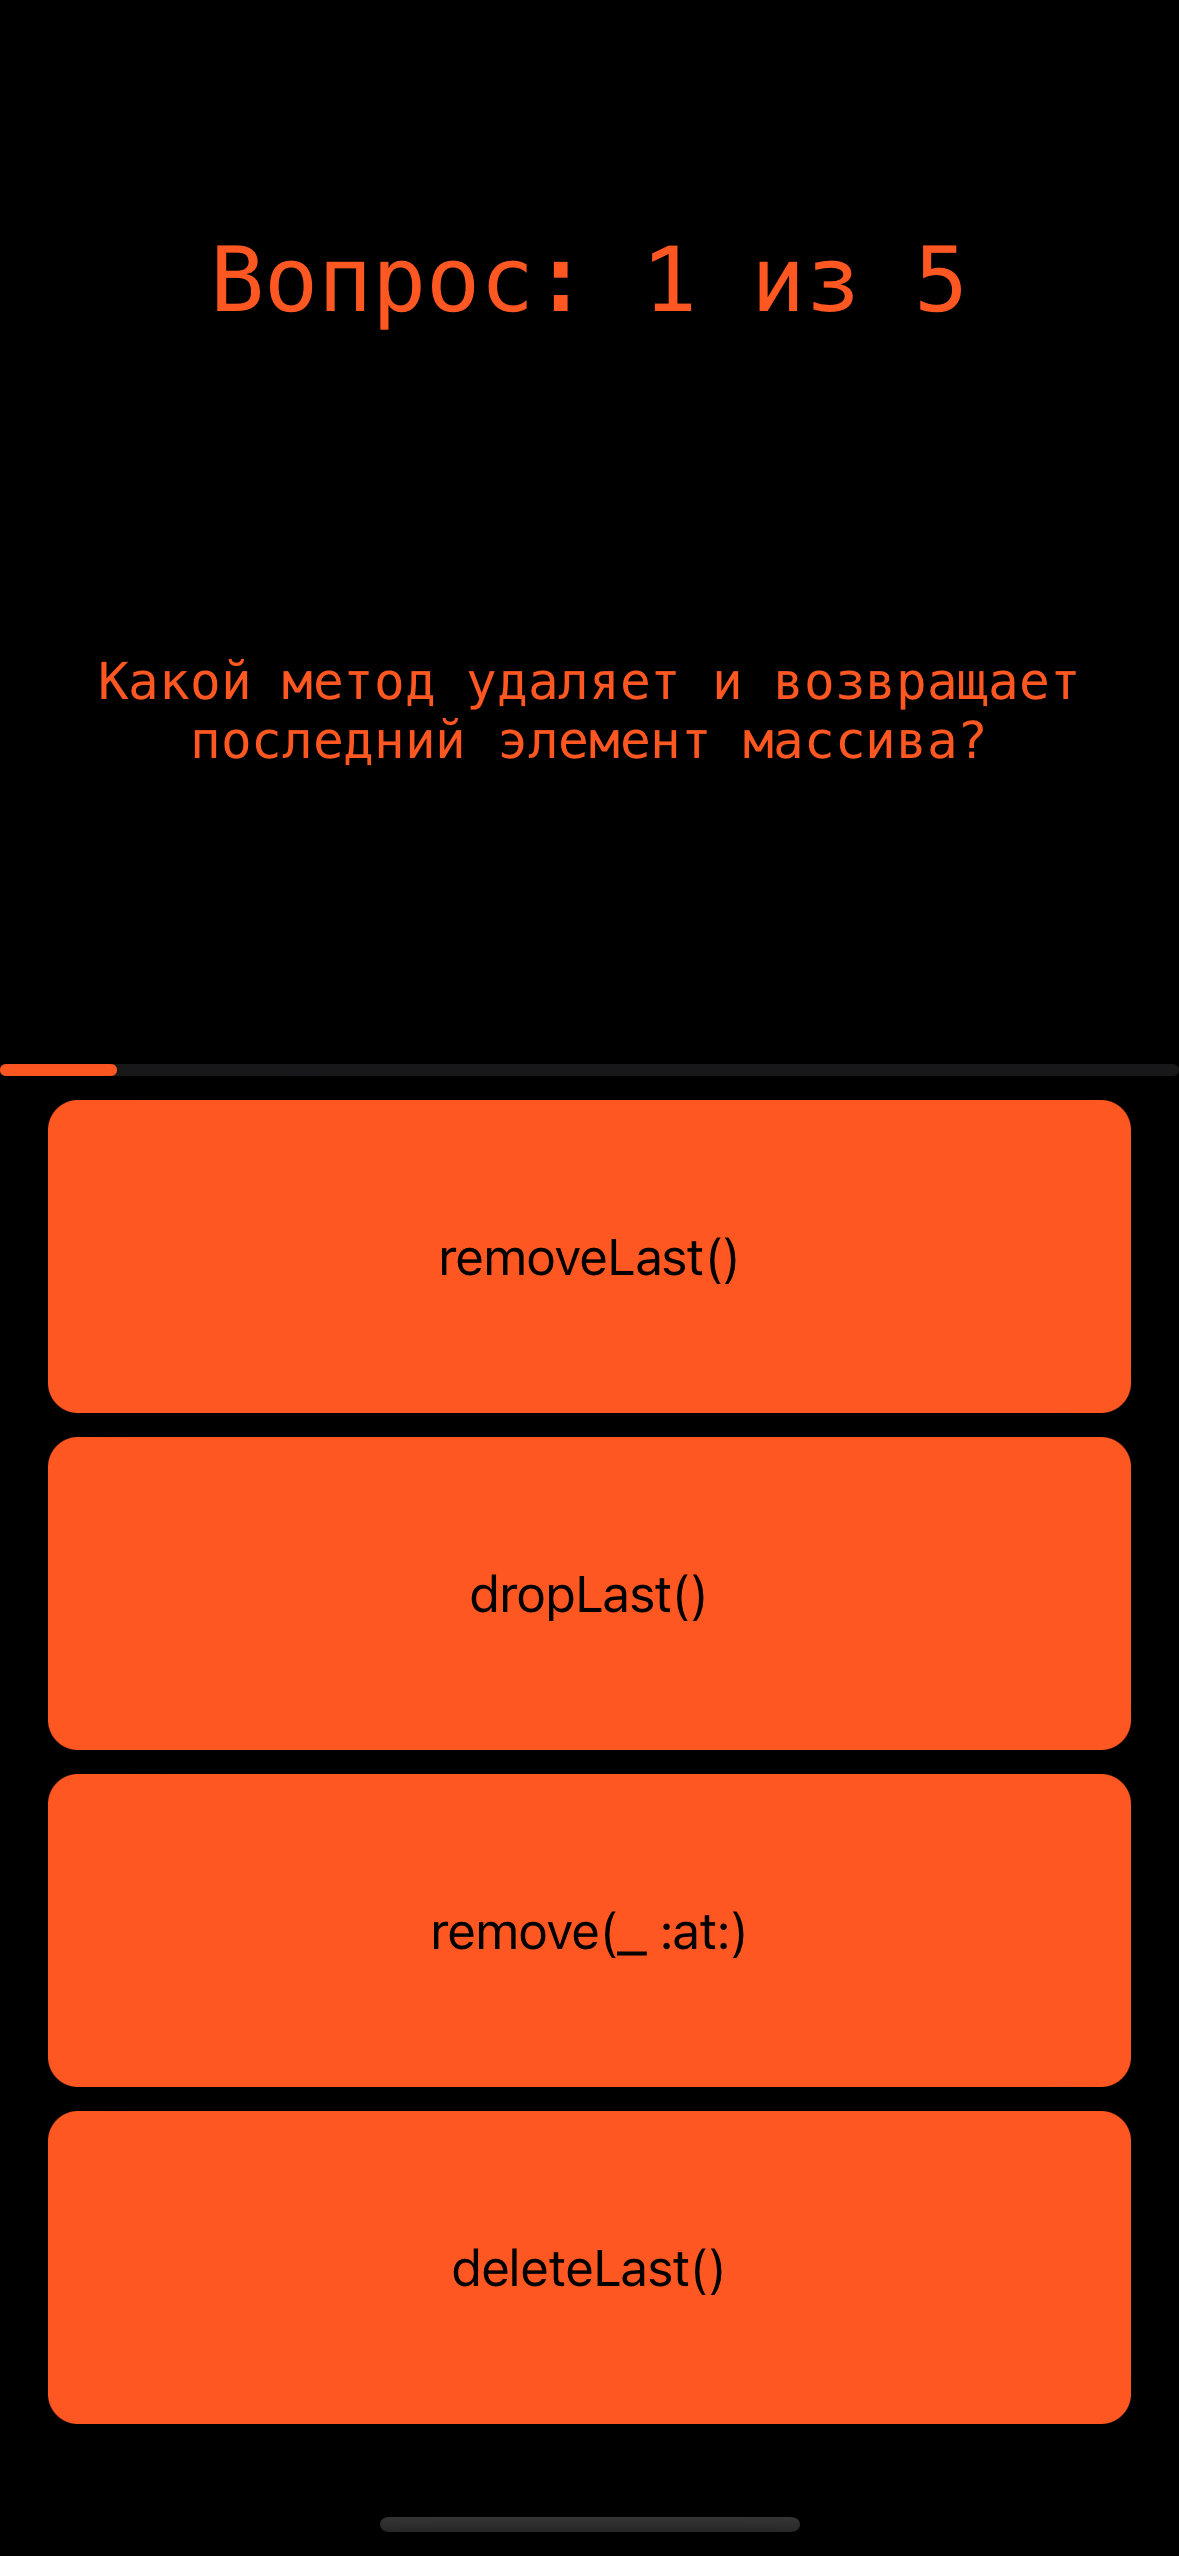 Вопрос: 1 из 5
Какой метод удаляет и возвращает
последний элемент массива?
removeLast()
dropLast()
remove(_ :at:)
deleteLast()